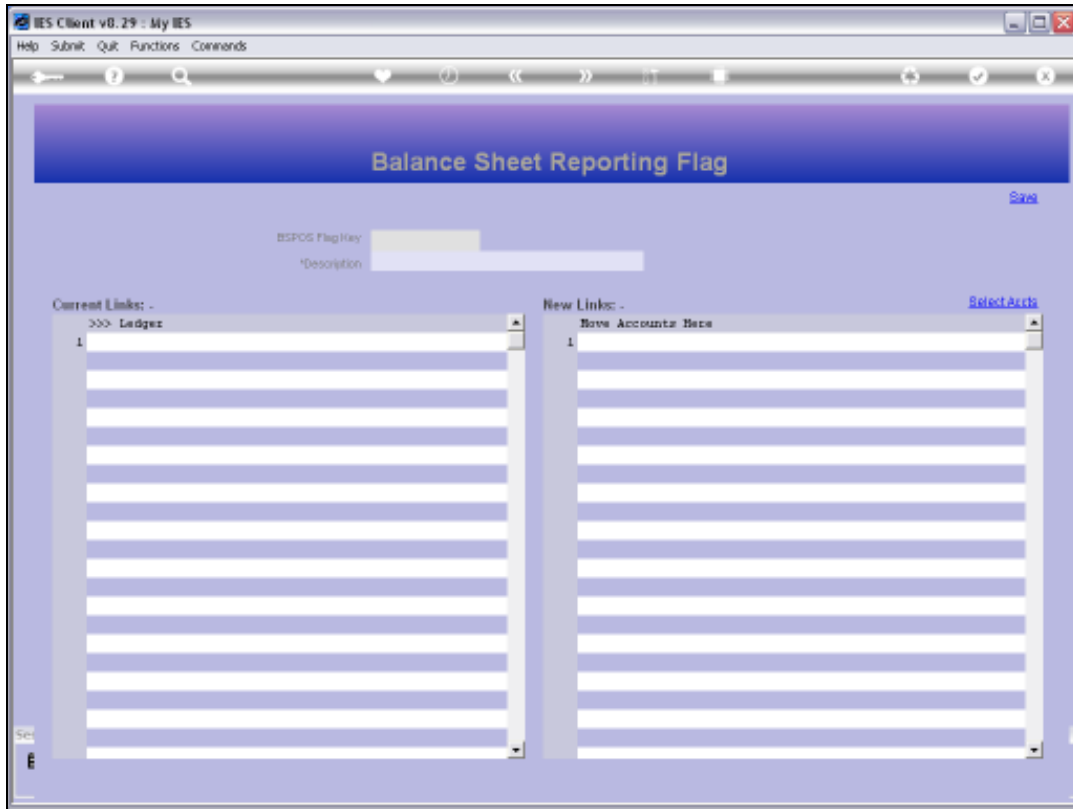 IES Client v8.29 : My IES
Help Submit Quit Functions Commands
Balance Sheet Reporting Flag
Save
BSPOS Flag Key
*Description
Current Links: -
New Links: -
Select Accts
>>> Ledger
Move Accounts Here
1
1